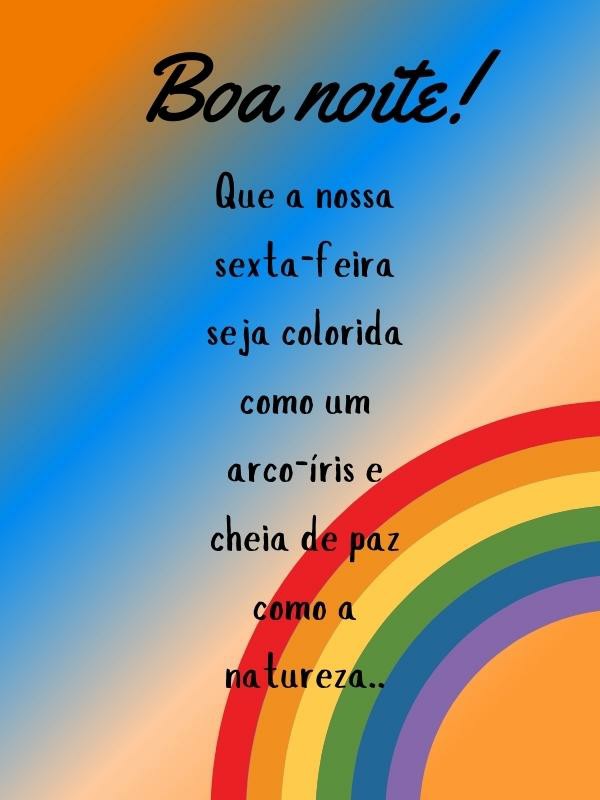 Boa noite!
Que a nossa
sexta-feira
seja colorida
como um
arco-íris e
cheia de paz
como a
natureza..